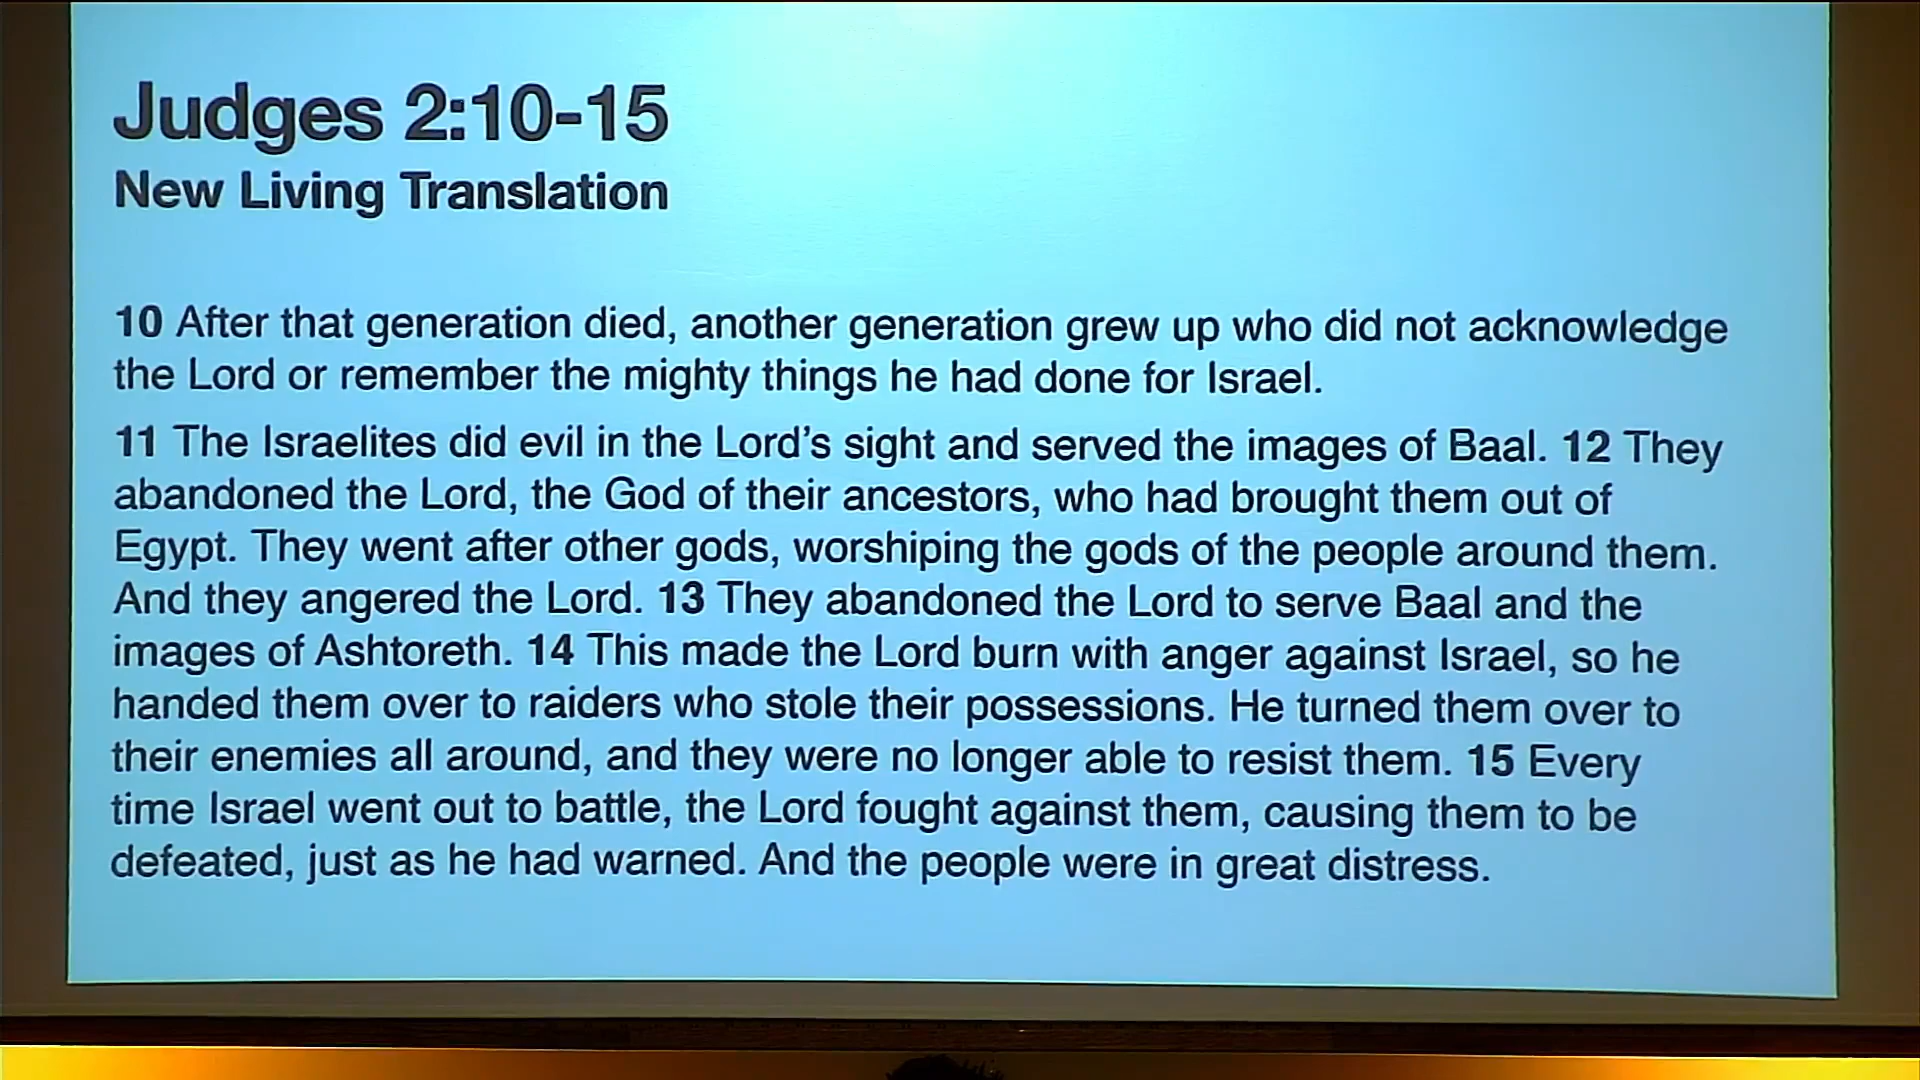 Judges 2:10-15
New Living Translation
10 After that generation died, another generation grew up who did not acknowledge
the Lord or remember the mighty things he had done for Israel.
11 The Israelites did evil in the Lord’s sight and served the images of Baal. 12 They
abandoned the Lord, the God of their ancestors, who had brought them out of
Egypt. They went after other gods, worshiping the gods of the people around them.
And they angered the Lord. 13 They abandoned the Lord to serve Baal and the
images of Ashtoreth. 14 This made the Lord burn with anger against Israel, so he
handed them over to raiders who stole their possessions. He turned them over to
their enemies all around, and they were no longer able to resist them. 15 Every
time Israel went out to battle, the Lord fought against them, causing them to be
defeated, just as he had warned. And the people were in great distress.